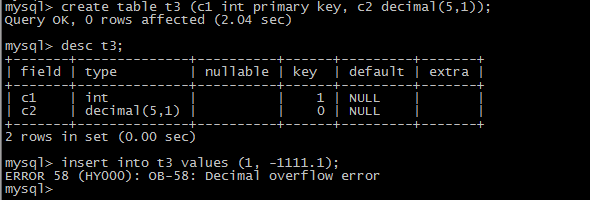 mysql> create table t3 (c1 int primary key, c2 decimal(5,1));
Query OK, 0 rows affected (2.04 sec)
mysql> desc t3;
+-------+--------------+----------+------+---------+-------+
| field | type         | nullable | key  | default | extra |
+-------+--------------+----------+------+---------+-------+
| c1    | int          |          |    1 | NULL    |       |
| c2    | decimal(5,1) |          |    0 | NULL    |       |
+-------+--------------+----------+------+---------+-------+
2 rows in set (0.00 sec)
mysql> insert into t3 values (1, -1111.1);
ERROR 58 (HY000): OB-58: Decimal overflow error
mysql>